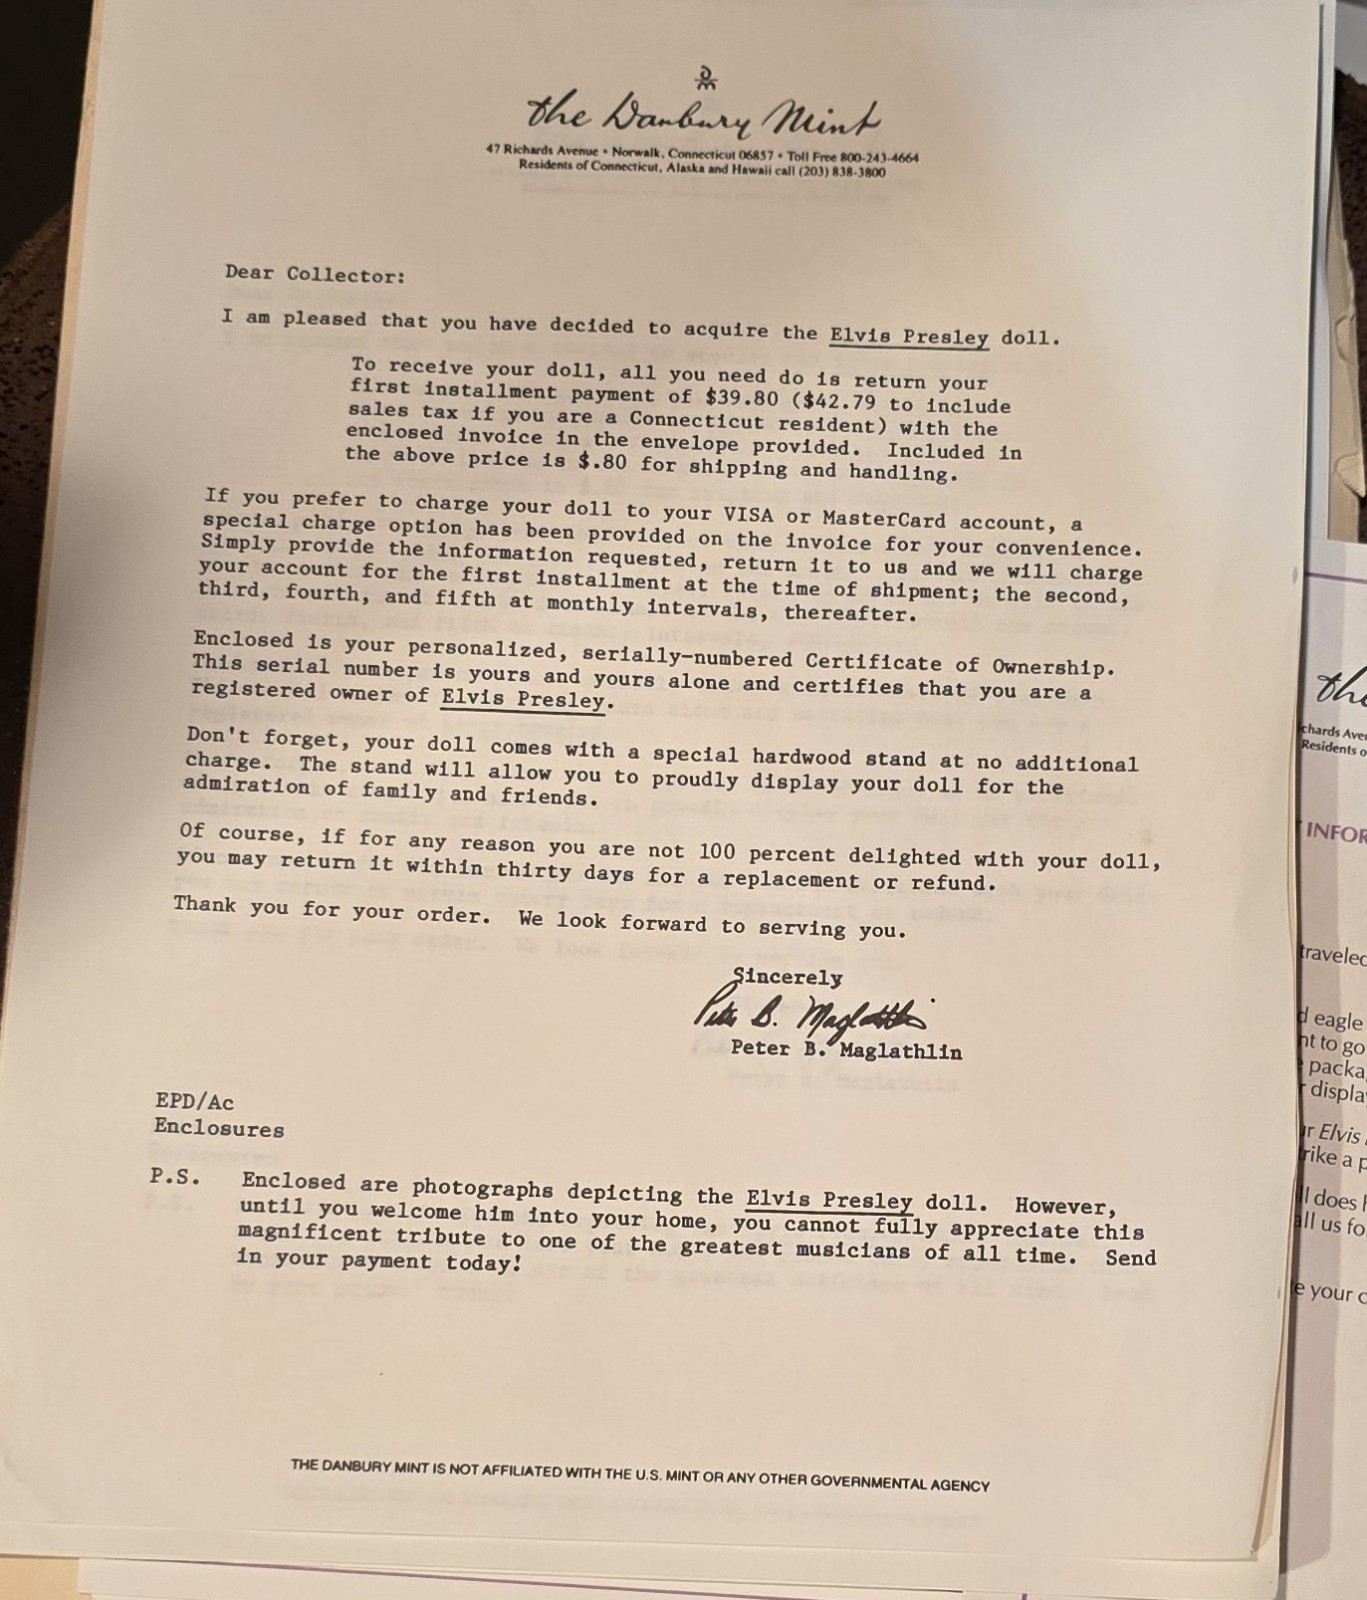 the Danbury Mint
47 Richards Avenue • Norwalk, Connecticut 06857 • Toll Free 800-243-4664
Residents of Connecticut, Alaska and Hawaii call (203) 838-3800
Dear Collector:
I am pleased that you have decided to acquire the Elvis Presley doll.
To receive your doll, all you need do is return your
first installment payment of $39.80 ($42.79 to include
sales tax if you are a Connecticut resident) with the
enclosed invoice in the envelope provided. Included in
the above price is $.80 for shipping and handling.
If you prefer to charge your doll to your VISA or MasterCard account, a
special charge option has been provided on the invoice for your convenience.
Simply provide the information requested, return it to us and we will charge
your account for the first installment at the time of shipment; the second,
third, fourth, and fifth at monthly intervals, thereafter.
Enclosed is your personalized, serially-numbered Certificate of Ownership.
This serial number is yours and yours alone and certifies that you are a
registered owner of Elvis Presley.
Don't forget, your doll comes with a special hardwood stand at no additional
charge. The stand will allow you to proudly display your doll for the
admiration of family and friends.
Of course, if for any reason you are not 100 percent delighted with your doll,
you may return it within thirty days for a replacement or refund.
Thank you for your order. We look forward to serving you.
Sincerely
Peter B. Maglathlin
Peter B. Maglathlin
EPD/Ac
Enclosures
P.S. Enclosed are photographs depicting the Elvis Presley doll. However,
until you welcome him into your home, you cannot fully appreciate this
magnificent tribute to one of the greatest musicians of all time. Send
in your payment today!
THE DANBURY MINT IS NOT AFFILIATED WITH THE U.S. MINT OR ANY OTHER GOVERNMENTAL AGENCY
Residents
eagle
to go
Elvis
a
does
us
your